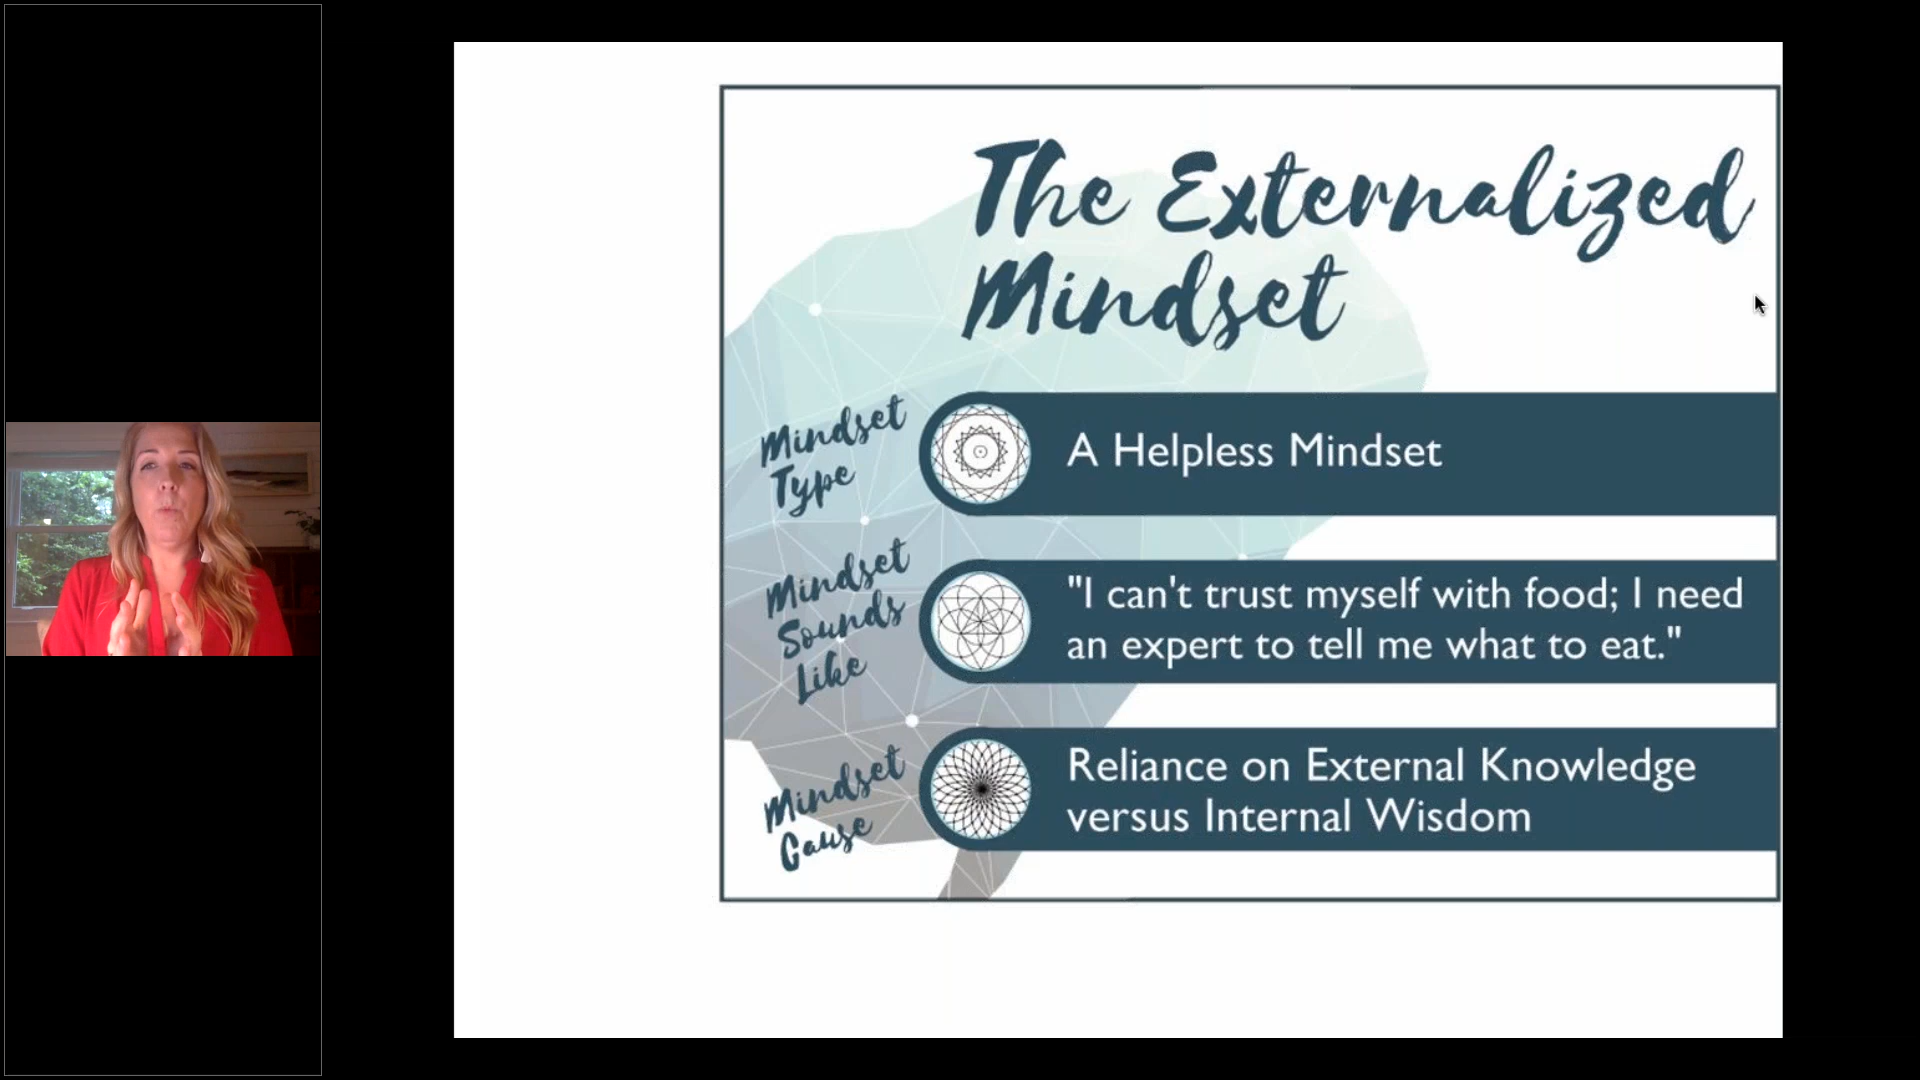 The Externalized
Mindset
Mindset
Type
A Helpless Mindset
Mindset
Sounds
Like
"I can't trust myself with food; I need
an expert to tell me what to eat."
Mindset
Cause
Reliance on External Knowledge
versus Internal Wisdom